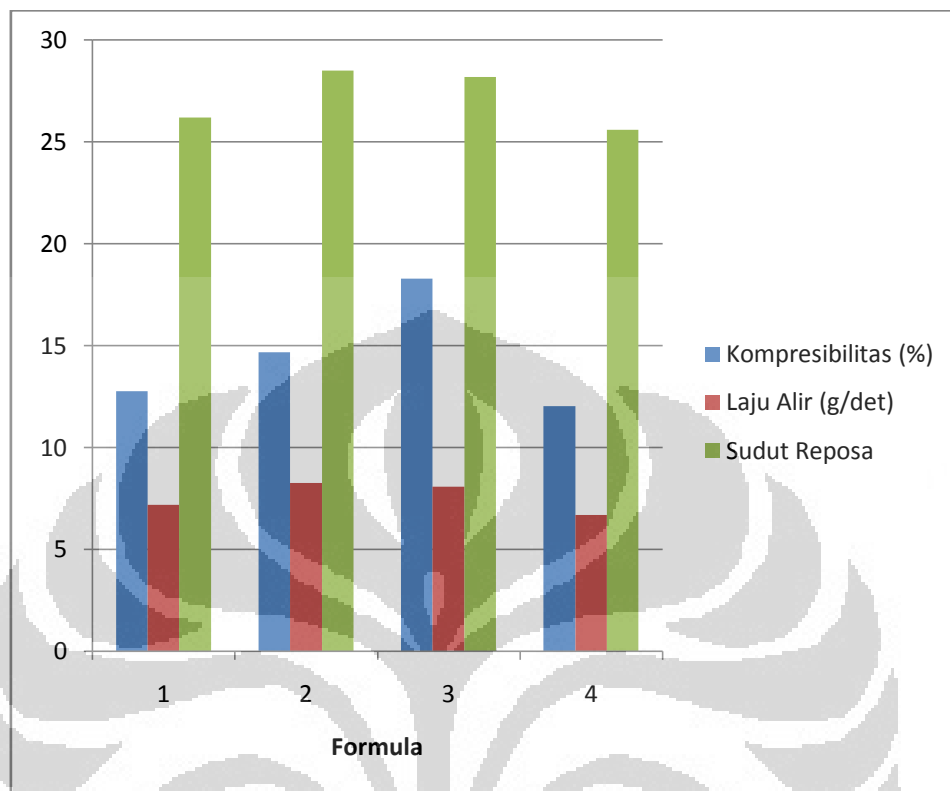 30
25
20
15
10
5
0
1 2 3 4
Formula
Kompresibilitas (%)
Laju Alir (g/det)
Sudut Reposa